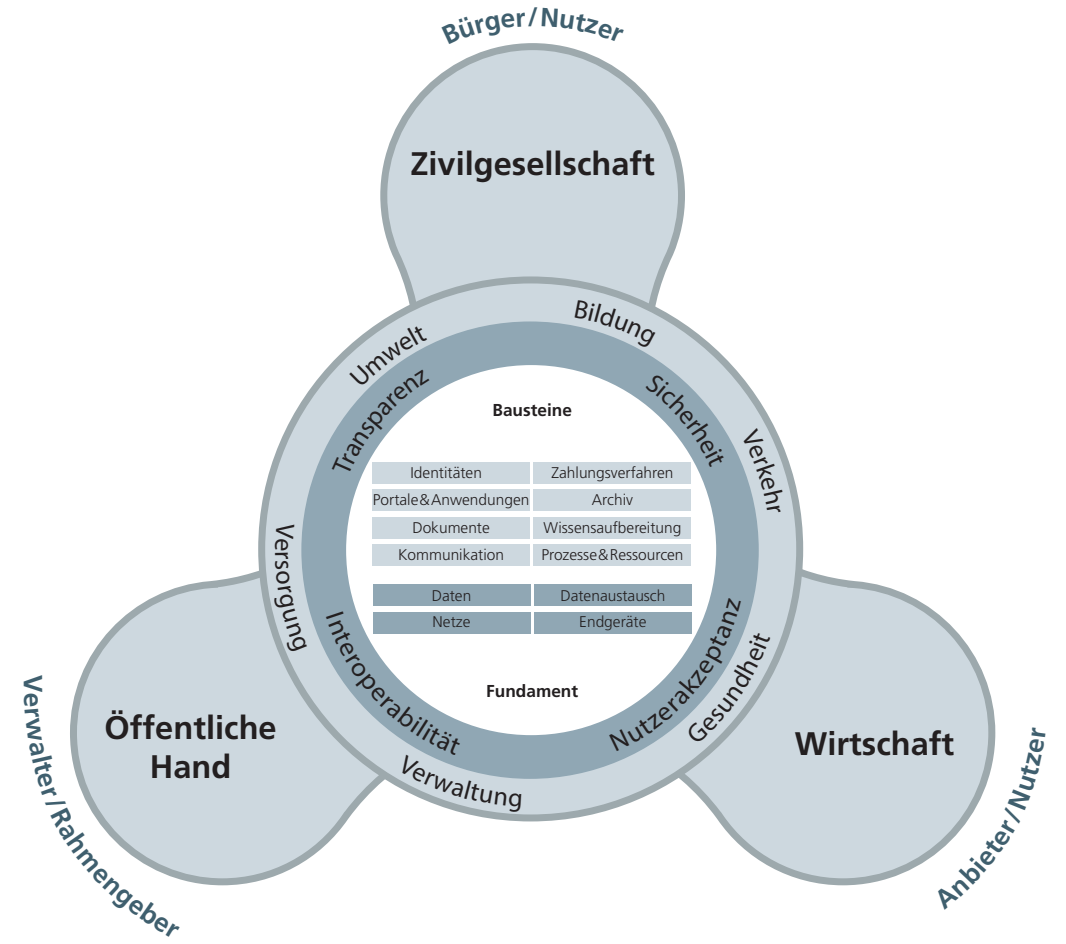 Bürger/Nutzer
Zivilgesellschaft
Bildung
Umwelt
Transparenz
Sicherheit
Verkehr
Bausteine
Identitäten
Zahlungsverfahren
Portale&Anwendungen
Archiv
Dokumente
Wissensaufbereitung
Kommunikation
Prozesse&Ressourcen
Daten
Datenaustausch
Netze
Endgeräte
Fundament
Versorgung
Interoperabilität
Nutzerakzeptanz
Gesundheit
Verwaltung
Öffentliche
Hand
Wirtschaft
Verwalter/Rahmengeber
Anbieter/Nutzer